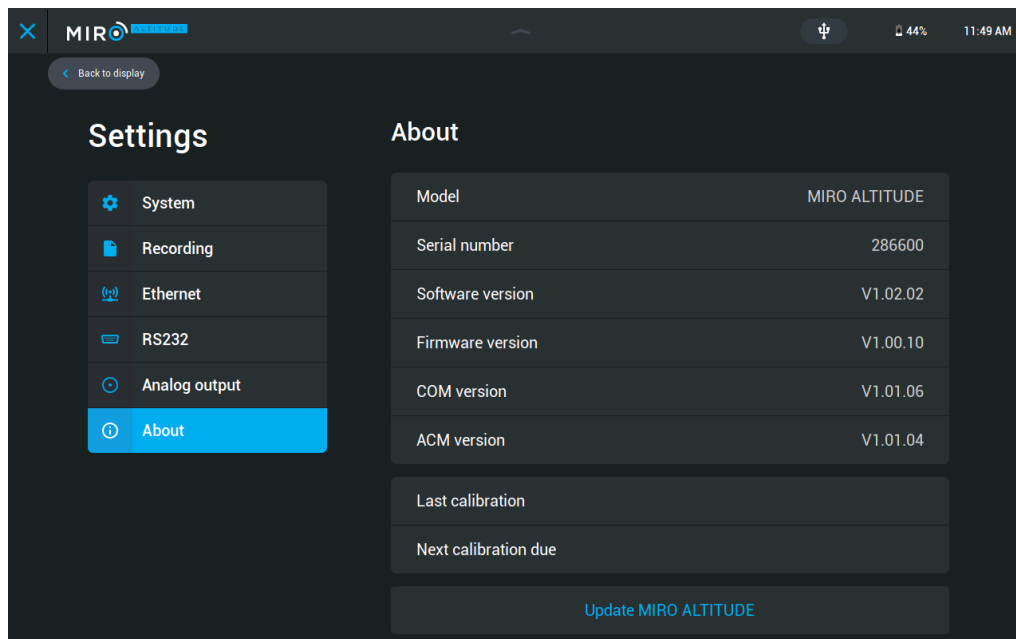 MIRO ALTITUDE 44% 11:49 AM
Back to display
Settings
System
Recording
Ethernet
RS232
Analog output
About
About
Model MIRO ALTITUDE
Serial number 286600
Software version V1.02.02
Firmware version V1.00.10
COM version V1.01.06
ACM version V1.01.04
Last calibration
Next calibration due
Update MIRO ALTITUDE